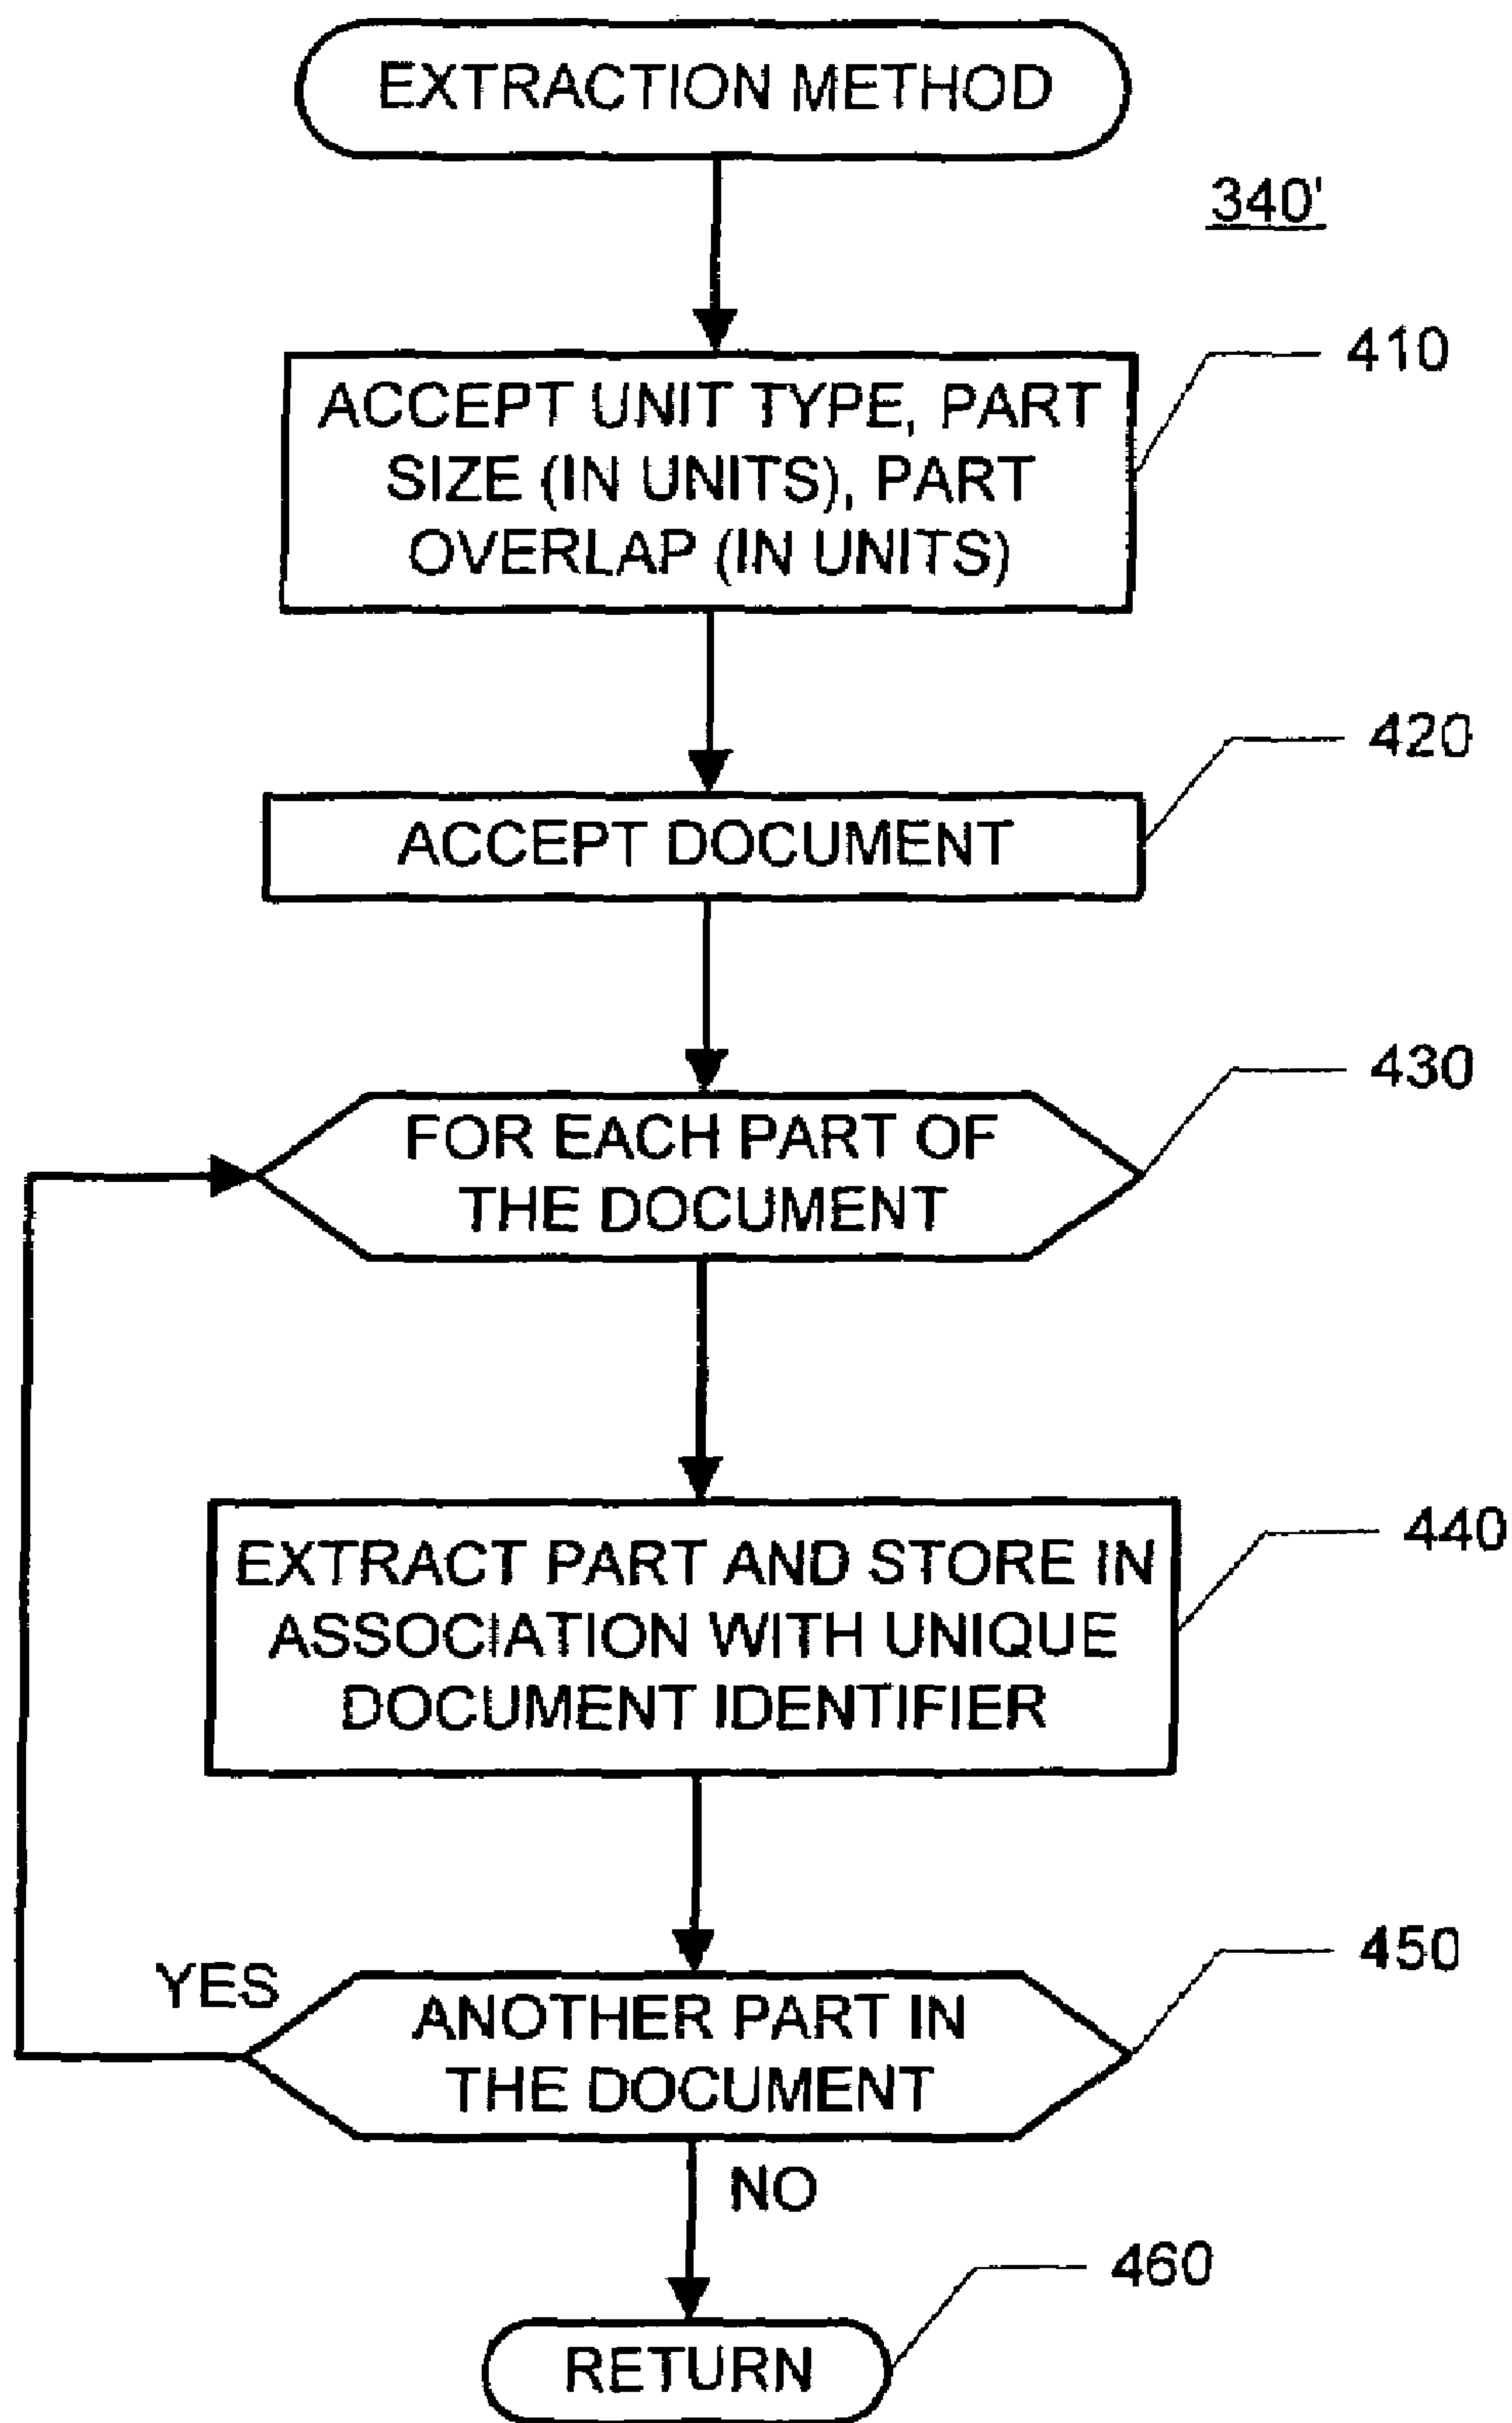 EXTRACTION METHOD
340'
410
ACCEPT UNIT TYPE, PART
SIZE (IN UNITS), PART
OVERLAP (IN UNITS)
420
ACCEPT DOCUMENT
430
FOR EACH PART OF
THE DOCUMENT
440
EXTRACT PART AND STORE IN
ASSOCIATION WITH UNIQUE
DOCUMENT IDENTIFIER
450
YES
ANOTHER PART IN
THE DOCUMENT
NO
460
RETURN